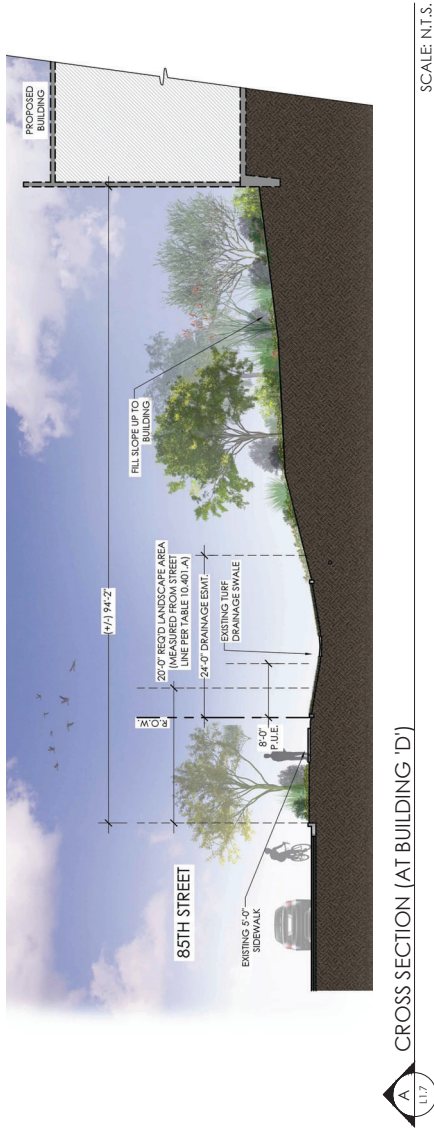 PROPOSED
BUILDING
(+/-) 94'-2"
FILL SLOPE UP TO
BUILDING
20'-0" REQ'D LANDSCAPE AREA
(MEASURED FROM STREET
LINE PER TABLE 10.401.A)
24'-0" DRAINAGE ESMT.
EXISTING TURF
DRAINAGE SWALE
R.O.W.
8'-0"
P.U.E.
85TH STREET
EXISTING 5'-0"
SIDEWALK
A
L1.7
CROSS SECTION (AT BUILDING 'D')
SCALE: N.T.S.